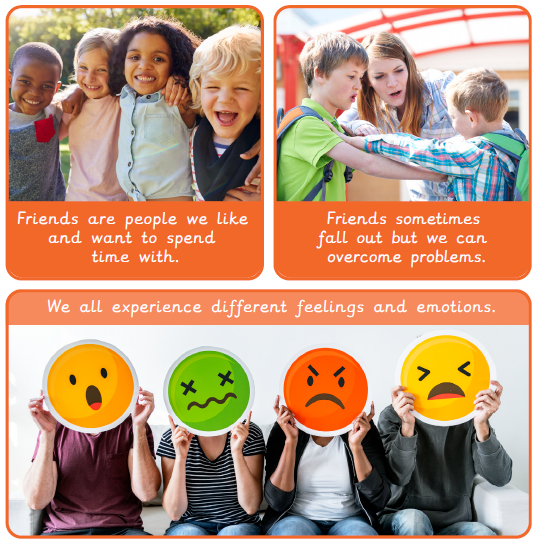 Friends are people we like
and want to spend
time with.
Friends sometimes
fall out but we can
overcome problems.
We all experience different feelings and emotions.